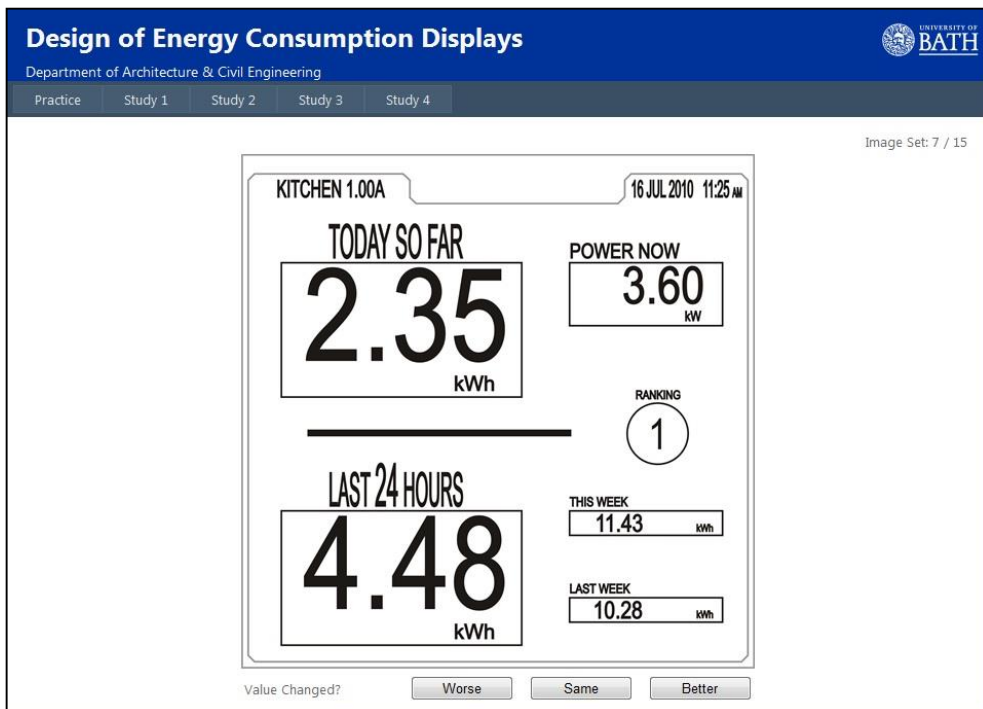 Design of Energy Consumption Displays
UNIVERSITY OF
BATH
Department of Architecture & Civil Engineering
Practice Study 1 Study 2 Study 3 Study 4
Image Set: 7 / 15
KITCHEN 1.00A
16 JUL 2010 11:25 AM
TODAY SO FAR
2.35
kWh
POWER NOW
3.60
kW
RANKING
1
LAST 24 HOURS
4.48
kWh
THIS WEEK
11.43 kWh
LAST WEEK
10.28 kWh
Value Changed? Worse Same Better